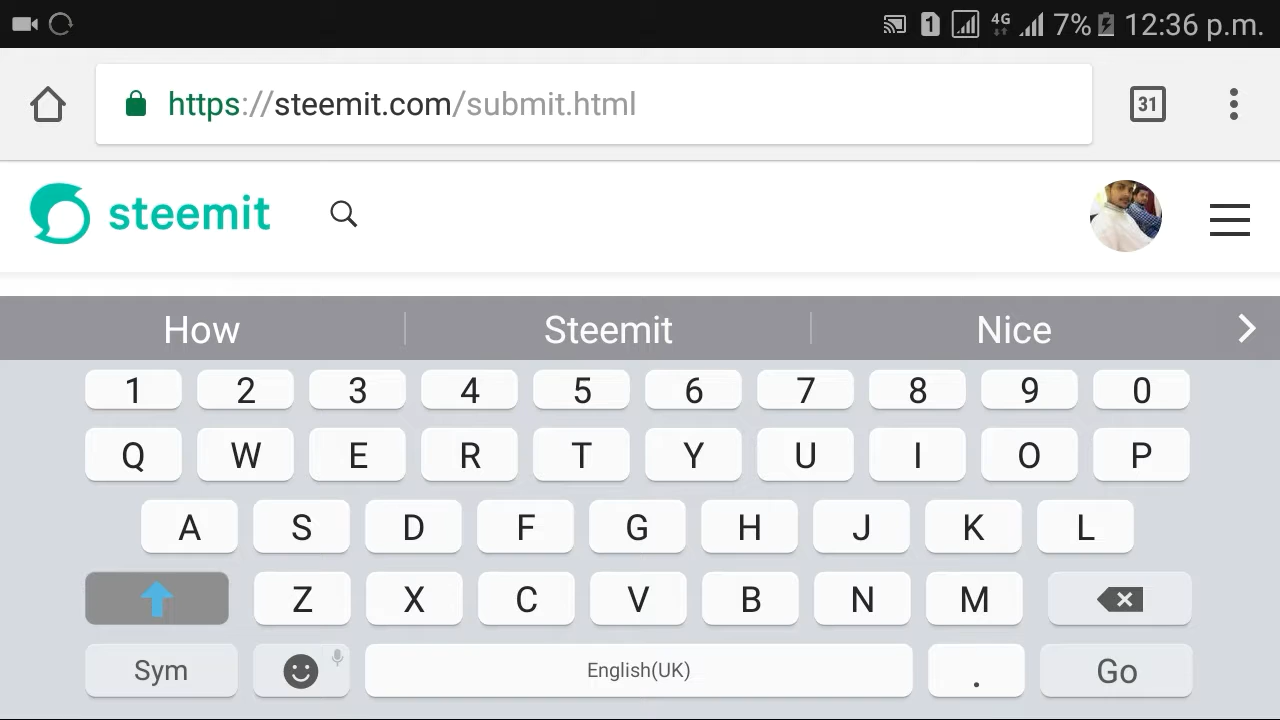 1 4G 7% 12:36 p.m.
https://steemit.com/submit.html 31
steemit
How Steemit Nice
1 2 3 4 5 6 7 8 9 0
Q W E R T Y U I O P
A S D F G H J K L
Z X C V B N M
Sym English(UK) . Go